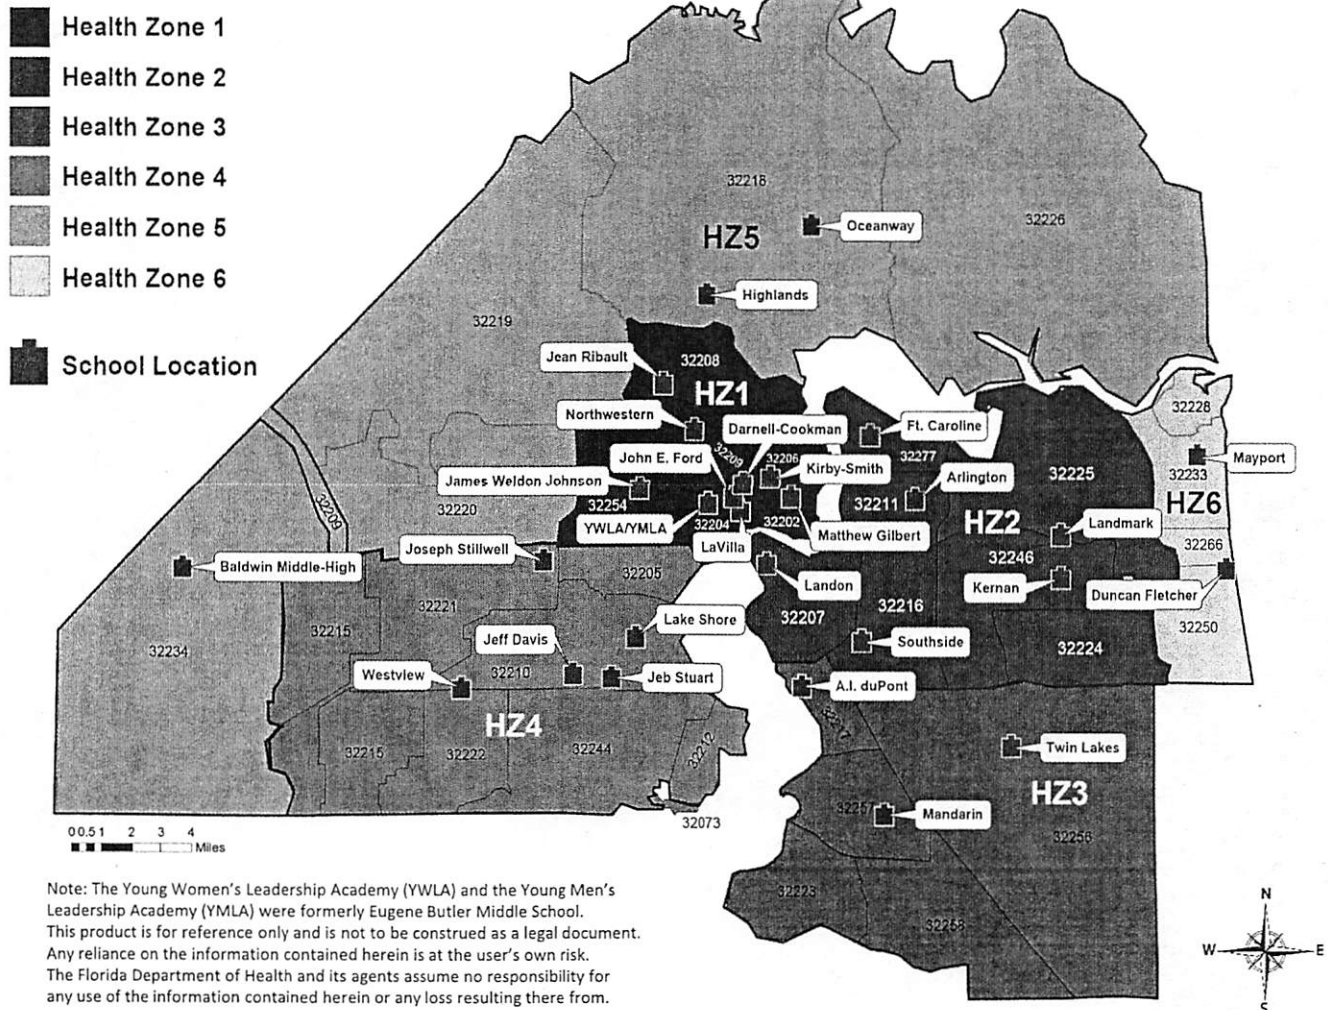 Health Zone 1
Health Zone 2
Health Zone 3
Health Zone 4
Health Zone 5
Health Zone 6
School Location
32218
32226
Oceanway
HZ5
Highlands
32219
Jean Ribault
32208
HZ1
32228
Northwestern
Darnell-Cookman
Ft. Caroline
32209
32206
32277
John E. Ford
Kirby-Smith
32225
Mayport
32233
James Weldon Johnson
Arlington
HZ6
32254
32211
32209
32220
YWLA/YMLA
32204
32202
HZ2
Landmark
Matthew Gilbert
Joseph Stillwell
LaVilla
32246
32266
Baldwin Middle-High
32205
Landon
Kernan
Duncan Fletcher
32221
32207
32216
32215
Lake Shore
32250
Jeff Davis
Southside
32224
32234
Westview
32210
Jeb Stuart
A.I. duPont
HZ4
32217
32215
32222
32244
32212
Twin Lakes
HZ3
32257
Mandarin
32073
32256
0 0.5 1 2 3 4
Miles
32223
32258
Note: The Young Women's Leadership Academy (YWLA) and the Young Men's
Leadership Academy (YMLA) were formerly Eugene Butler Middle School.
This product is for reference only and is not to be construed as a legal document.
Any reliance on the information contained herein is at the user's own risk.
The Florida Department of Health and its agents assume no responsibility for
any use of the information contained herein or any loss resulting there from.
N
W
E
S